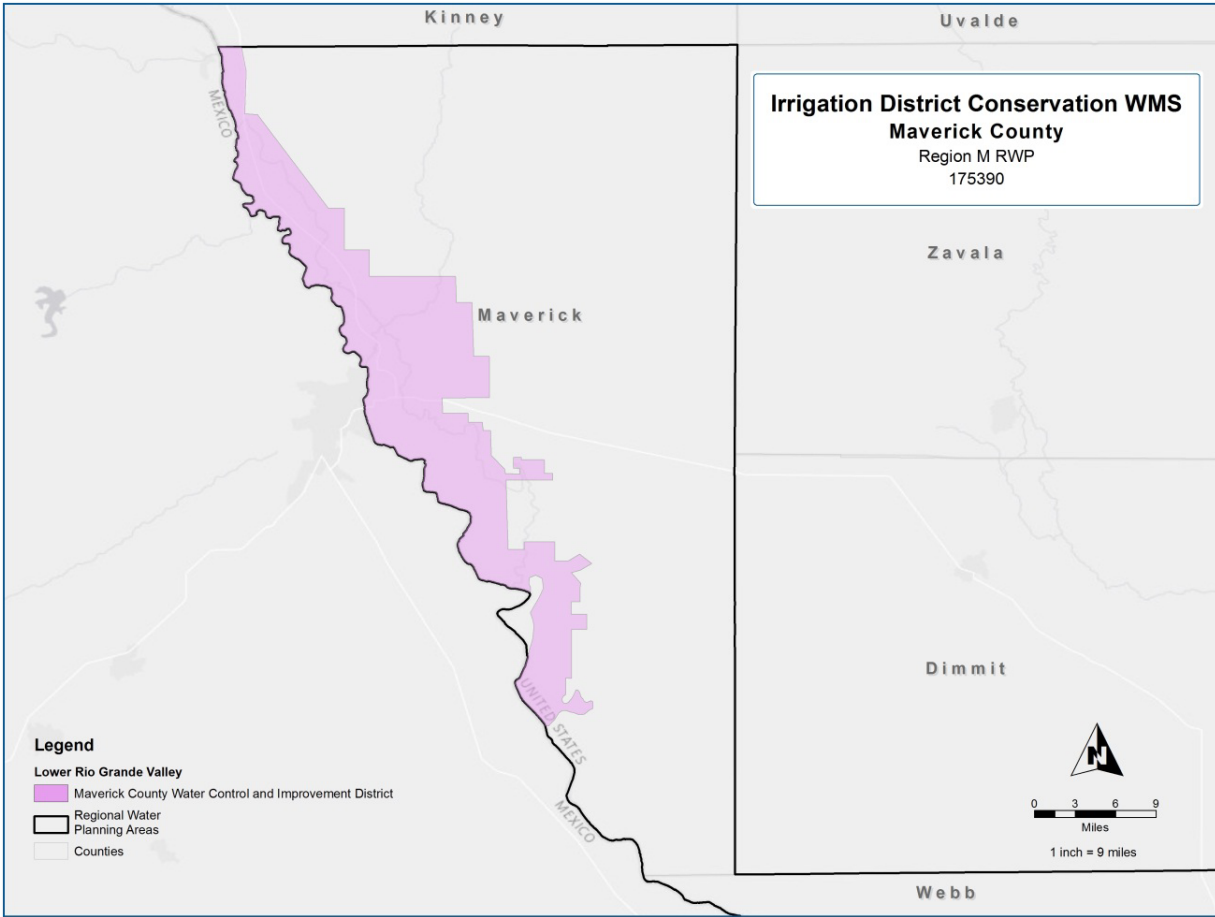 Kinney
Uvalde
Irrigation District Conservation WMS
Maverick County
Region M RWP
175390
MEXICO
Zavala
Maverick
Dimmit
UNITED STATES
MEXICO
Legend
Lower Rio Grande Valley
Maverick County Water Control and Improvement District
Regional Water
Planning Areas
Counties
N
0 3 6 9
Miles
1 inch = 9 miles
Webb